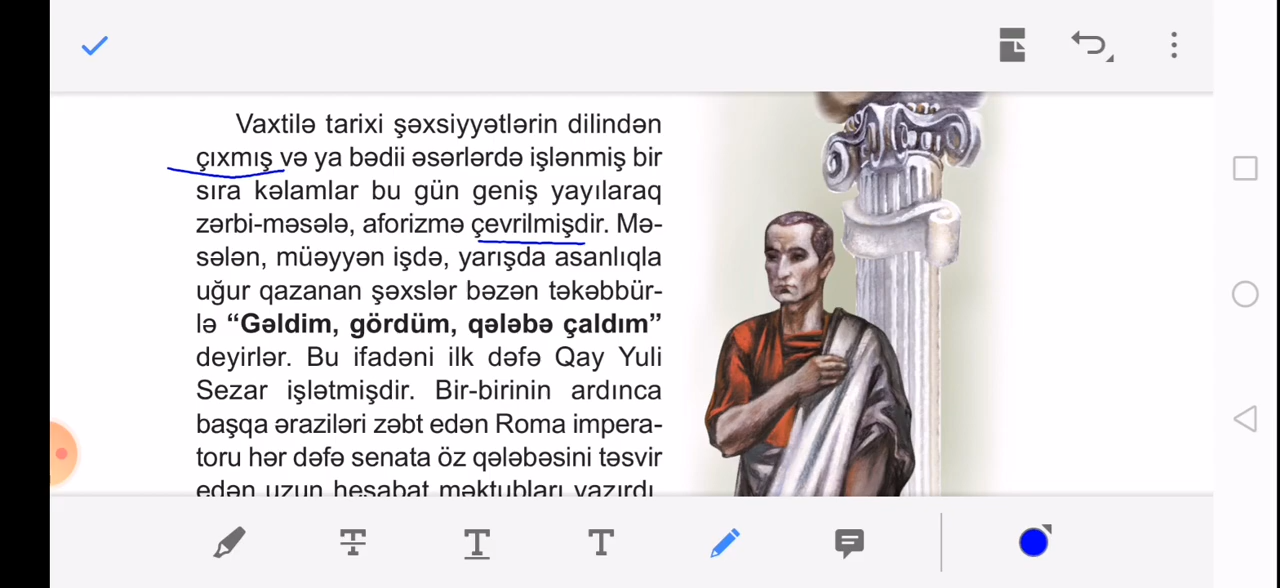 Vaxtilə tarixi şəxsiyyətlərin dilindən
çıxmış və ya bədii əsərlərdə işlənmiş bir
sıra kəlamlar bu gün geniş yayılaraq
zərbi-məsələ, aforizmə çevrilmişdir. Mə-
sələn, müəyyən işdə, yarışda asanlıqla
uğur qazanan şəxslər bəzən təkəbbür-
lə “Gəldim, gördüm, qələbə çaldım”
deyirlər. Bu ifadəni ilk dəfə Qay Yuli
Sezar işlətmişdir. Bir-birinin ardınca
başqa əraziləri zəbt edən Roma impera-
toru hər dəfə senata öz qələbəsini təsvir
edən uzun hesabat məktubları yazırdı.